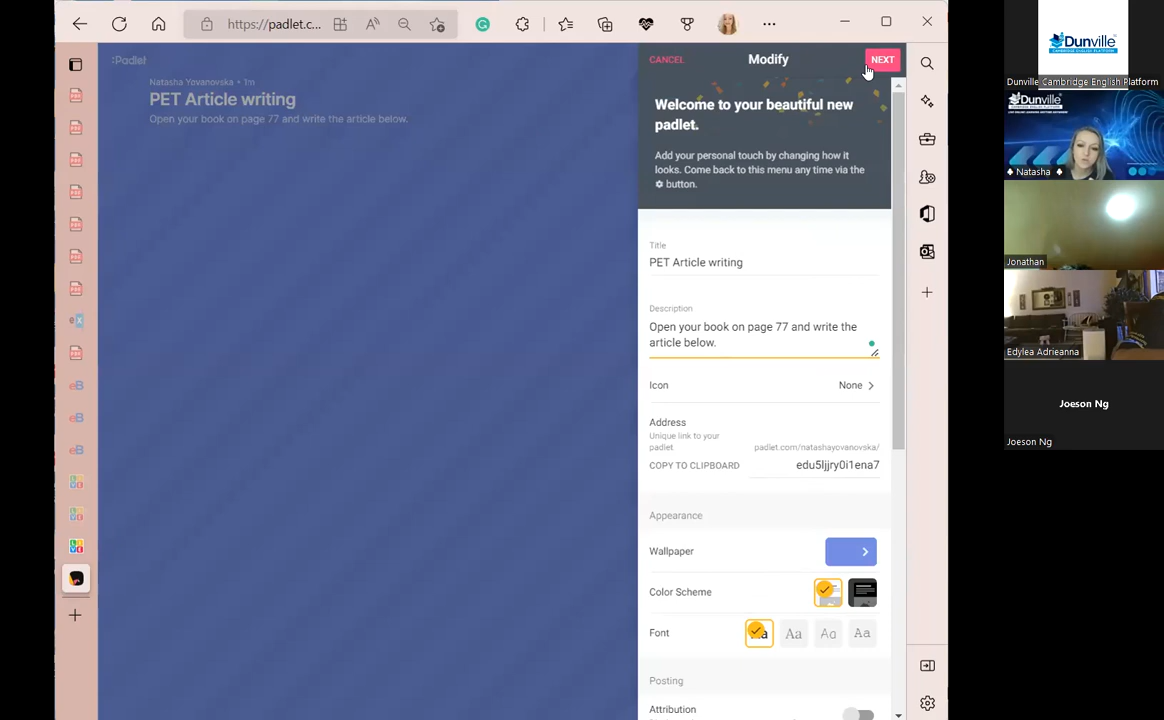 https://padlet.c...
:Padlet
Natasha Yovanovska • 1m
PET Article writing
Open your book on page 77 and write the article below.
CANCEL
Modify
NEXT
Welcome to your beautiful new
padlet.
Add your personal touch by changing how it
looks. Come back to this menu any time via the
button.
Title
PET Article writing
Description
Open your book on page 77 and write the
article below.
Icon
None
Address
Unique link to your
padlet
padlet.com/natashayovanovska/
COPY TO CLIPBOARD
edu5ljjry0i1ena7
Appearance
Wallpaper
Color Scheme
Font
Aa
Aa
Aa
Posting
Attribution
Dunville
CAMBRIDGE ENGLISH PLATFORM
Dunville Cambridge English Platform
Dunville
Natasha
Jonathan
Edylea Adrieanna
Joeson Ng
Joeson Ng